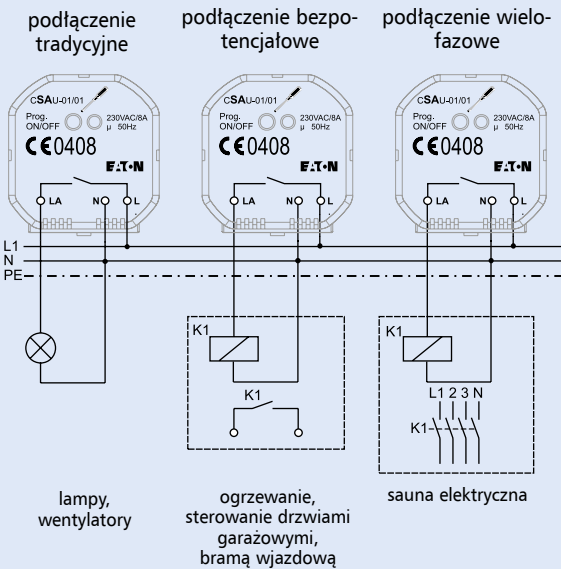 podłączenie
tradycyjne
podłączenie bezpo-
tencjałowe
podłączenie wielo-
fazowe
CSAU-01/01
Prog.
ON/OFF
230VAC/8A
µ 50Hz
CE0408
EATON
LA N L
CSAU-01/01
Prog.
ON/OFF
230VAC/8A
µ 50Hz
CE0408
EATON
LA N L
CSAU-01/01
Prog.
ON/OFF
230VAC/8A
µ 50Hz
CE0408
EATON
LA N L
L1
N
PE
K1
K1
K1
L1 2 3 N
K1
lampy,
wentylatory
ogrzewanie,
sterowanie drzwiami
garażowymi,
bramą wjazdową
sauna elektryczna